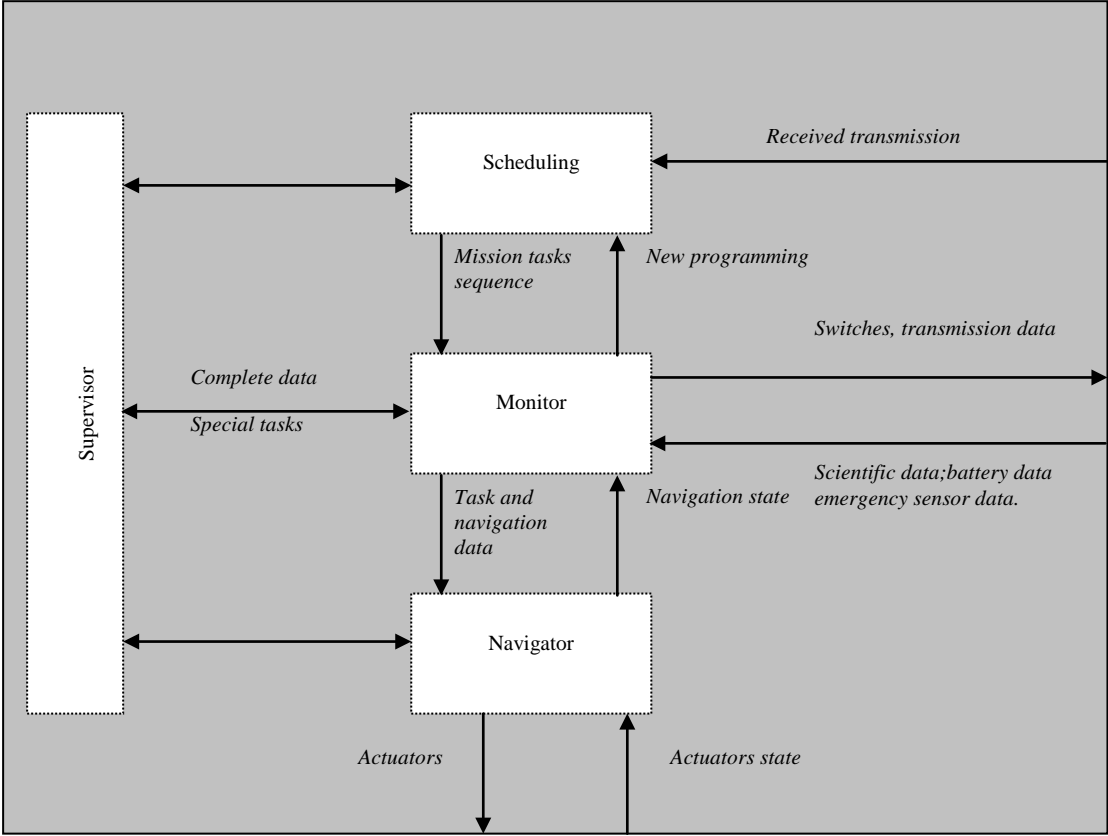 Received transmission
Scheduling
Mission tasks
sequence
New programming
Switches, transmission data
Complete data
Monitor
Special tasks
Supervisor
Scientific data;battery data
emergency sensor data.
Task and
navigation
data
Navigation state
Navigator
Actuators
Actuators state